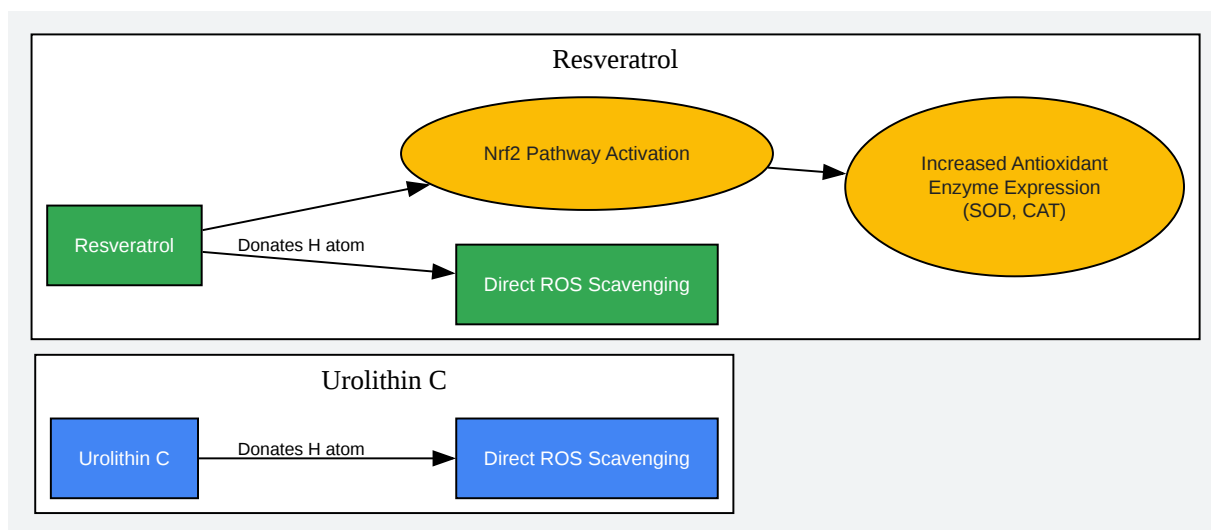 Resveratrol
Nrf2 Pathway Activation
Increased Antioxidant
Enzyme Expression
(SOD, CAT)
Resveratrol
Donates H atom
Direct ROS Scavenging
Urolithin C
Urolithin C
Donates H atom
Direct ROS Scavenging